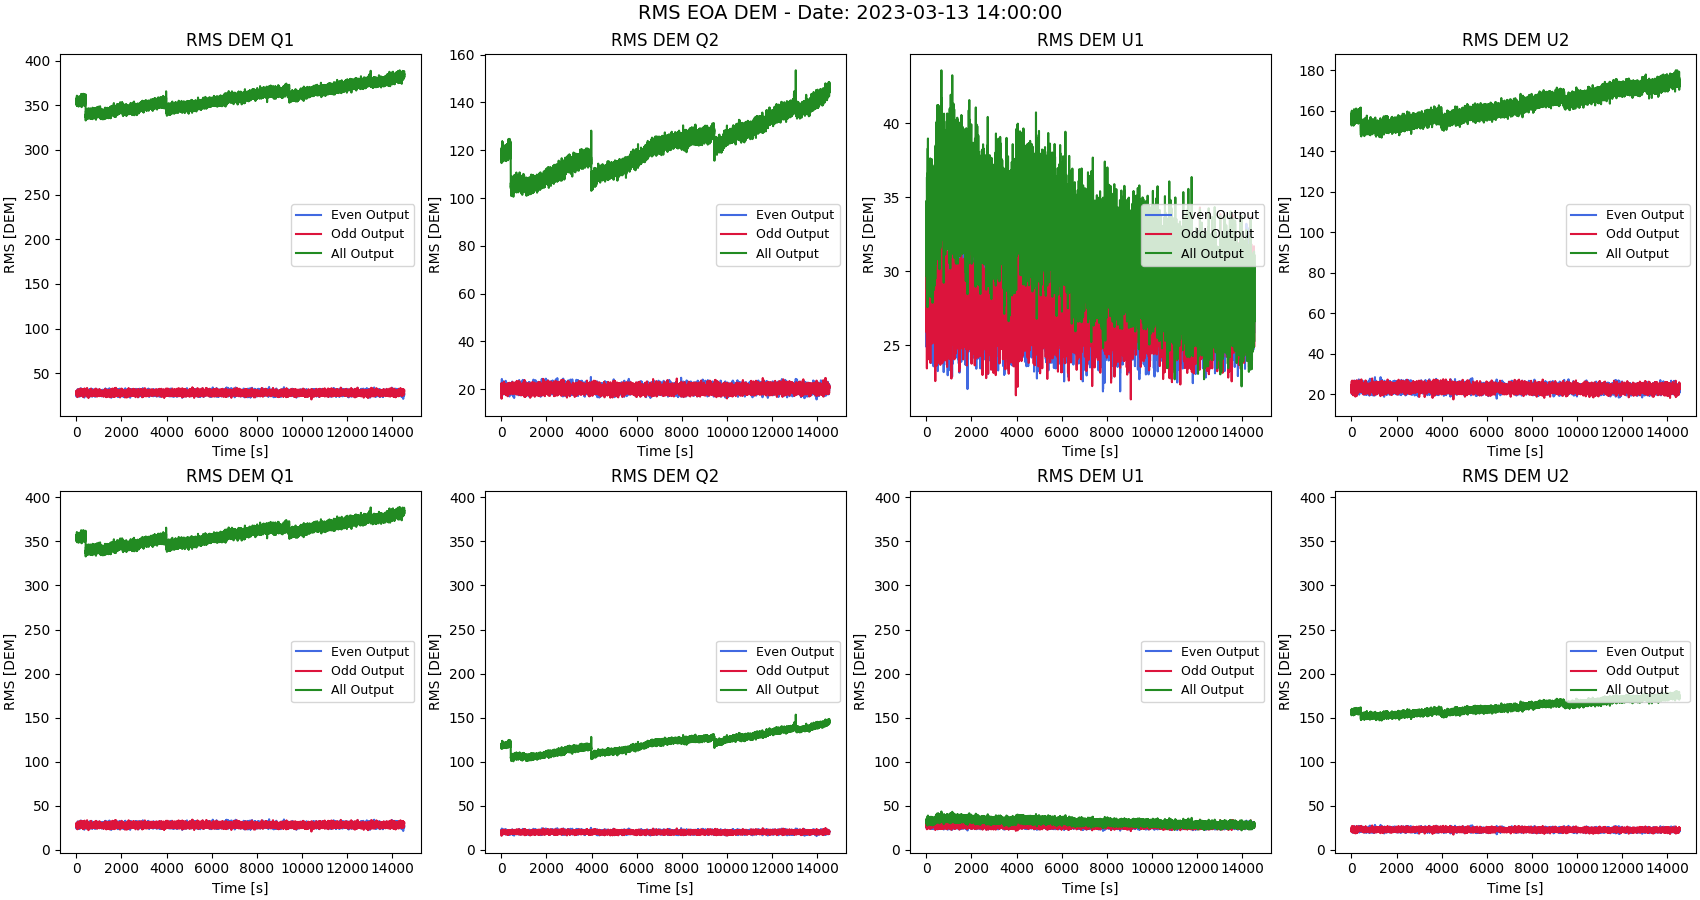 RMS EOA DEM - Date: 2023-03-13 14:00:00
RMS DEM Q1
RMS [DEM]
400
350
300
250
200
150
100
50
Even Output
Odd Output
All Output
0 2000 4000 6000 8000 10000 12000 14000
Time [s]
RMS DEM Q2
RMS [DEM]
160
140
120
100
80
60
40
20
Even Output
Odd Output
All Output
0 2000 4000 6000 8000 10000 12000 14000
Time [s]
RMS DEM U1
RMS [DEM]
40
35
30
25
Even Output
Odd Output
All Output
0 2000 4000 6000 8000 10000 12000 14000
Time [s]
RMS DEM U2
RMS [DEM]
180
160
140
120
100
80
60
40
20
Even Output
Odd Output
All Output
0 2000 4000 6000 8000 10000 12000 14000
Time [s]
RMS DEM Q1
RMS [DEM]
400
350
300
250
200
150
100
50
0
Even Output
Odd Output
All Output
0 2000 4000 6000 8000 10000 12000 14000
Time [s]
RMS DEM Q2
RMS [DEM]
400
350
300
250
200
150
100
50
0
Even Output
Odd Output
All Output
0 2000 4000 6000 8000 10000 12000 14000
Time [s]
RMS DEM U1
RMS [DEM]
400
350
300
250
200
150
100
50
0
Even Output
Odd Output
All Output
0 2000 4000 6000 8000 10000 12000 14000
Time [s]
RMS DEM U2
RMS [DEM]
400
350
300
250
200
150
100
50
0
Even Output
Odd Output
All Output
0 2000 4000 6000 8000 10000 12000 14000
Time [s]